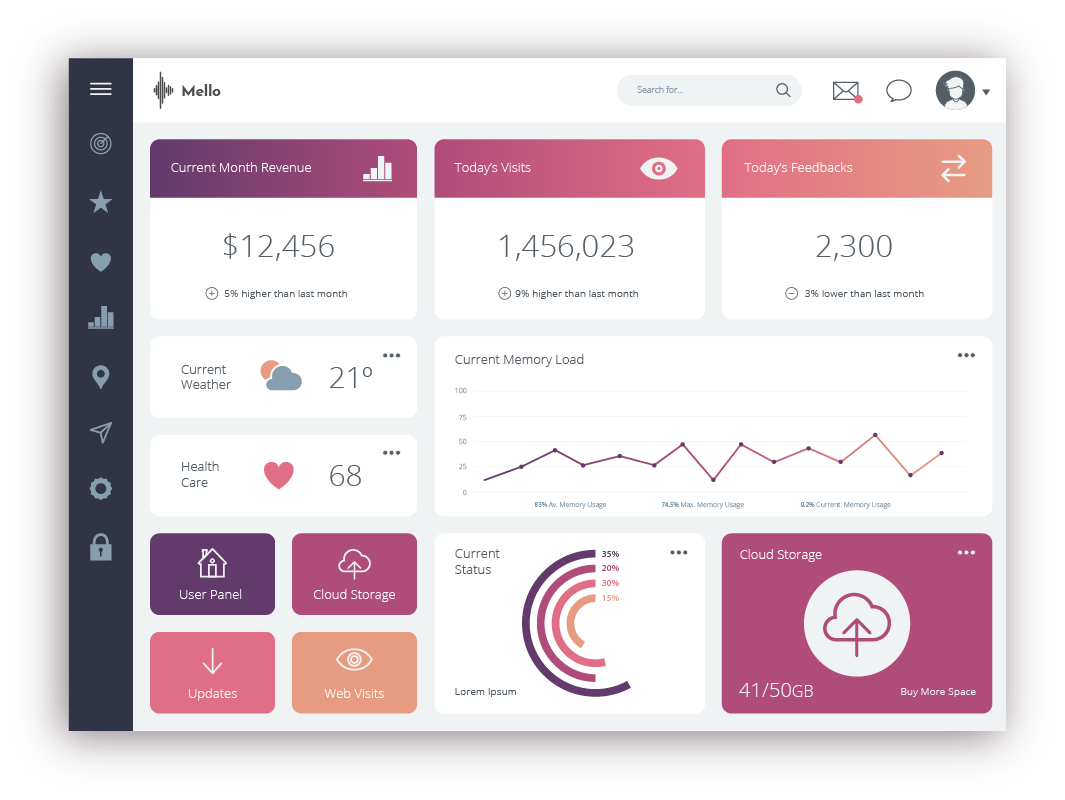 Mello
Search for...
Current Month Revenue
$12,456
5% higher than last month
Today's Visits
1,456,023
9% higher than last month
Today's Feedbacks
2,300
3% lower than last month
Current
Weather
21º
Health
Care
68
Current Memory Load
100
75
50
25
0
83% Av. Memory Usage
74.5% Max. Memory Usage
9.2% Current. Memory Usage
User Panel
Cloud Storage
Updates
Web Visits
Current
Status
35%
20%
30%
15%
Lorem Ipsum
Cloud Storage
41/50GB
Buy More Space